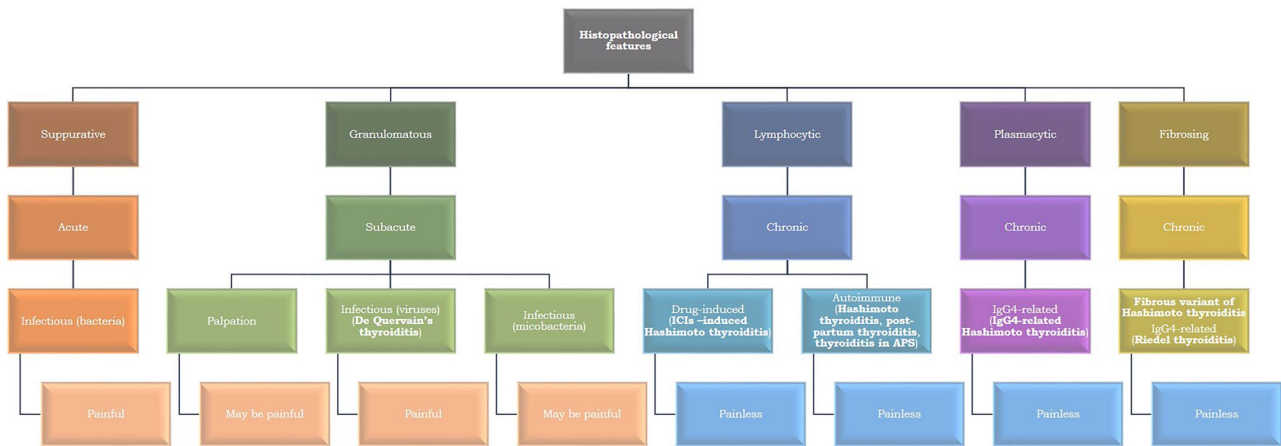 Histopathological
features
Suppurative
Granulomatous
Lymphocytic
Plasmacytic
Fibrosing
Acute
Subacute
Chronic
Chronic
Chronic
Infectious (bacteria)
Palpation
Infectious (viruses)
(De Quervain's
thyoiditis)
Infectious
(micobacteria)
Drug-induced
(ICIs –induced
Hashimoto thyroiditis)
Autoimmune
(Hashimoto
thyroiditis, post-
partum thyroiditis,
thyroiditis in APS)
IgG4-related
(IgG4-related
Hashimoto thyroiditis)
Fibrous variant of
Hashimoto thyroiditis
IgG4-related
(Riedel thyroiditis)
Painful
May be painful
Painful
May be painful
Painless
Painless
Painless
Painless